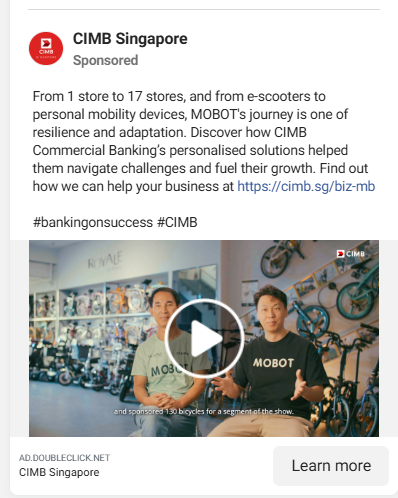 CIMB
SINGAPORE
CIMB Singapore
Sponsored
From 1 store to 17 stores, and from e-scooters to
personal mobility devices, MOBOT's journey is one of
resilience and adaptation. Discover how CIMB
Commercial Banking's personalised solutions helped
them navigate challenges and fuel their growth. Find out
how we can help your business at https://cimb.sg/biz-mb
#bankingonsuccess #CIMB
CIMB
ROYALE
MOBOT
MOBOT
and sponsored 130 bicycles for a segment of the show.
AD.DOUBLECLICK.NET
CIMB Singapore
Learn more